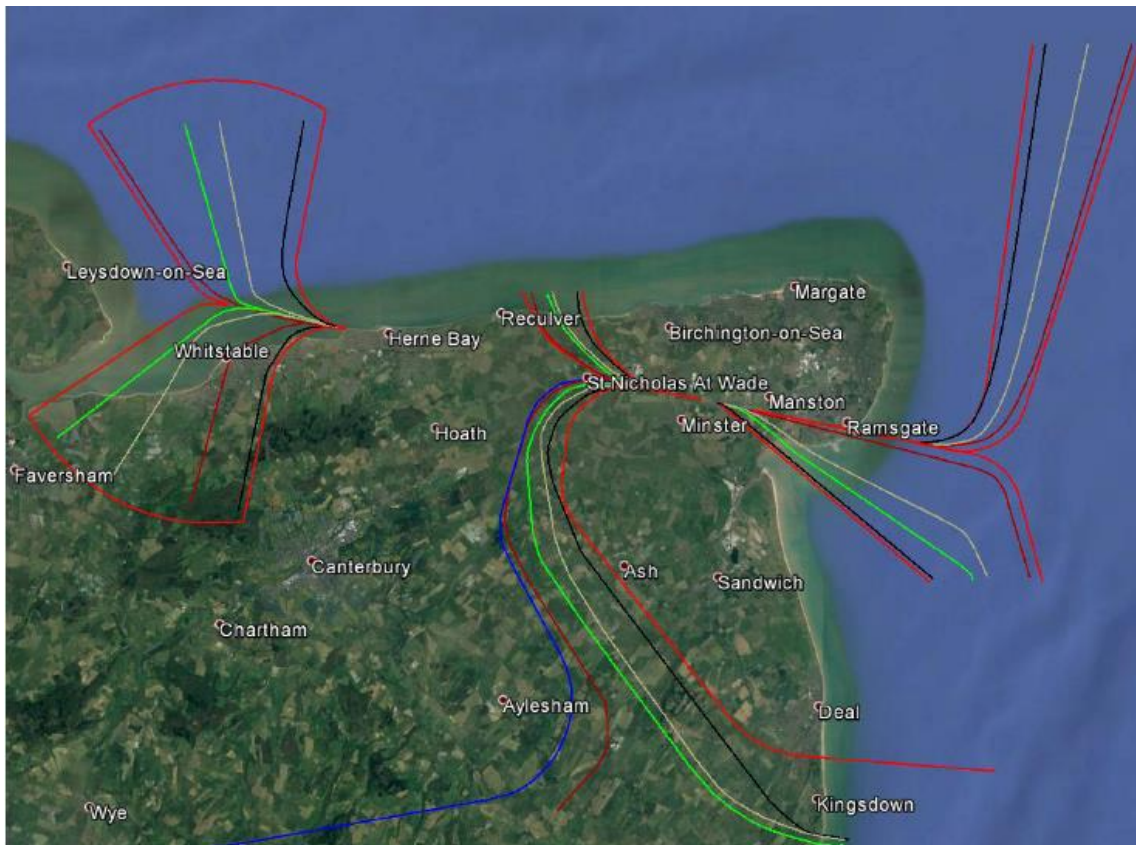 Leysdown-on-Sea
Margate
Reculver
Birchington-on-Sea
Herne Bay
Whitstable
St Nicholas At Wade
Manston
Minster
Ramsgate
Hoath
Faversham
Canterbury
Ash
Sandwich
Chartham
Aylesham
Deal
Kingsdown
Wye